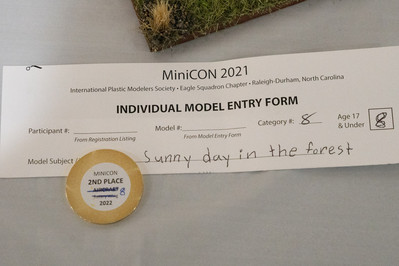 MiniCON 2021
International Plastic Modelers Society • Eagle Squadron Chapter • Raleigh-Durham, North Carolina
INDIVIDUAL MODEL ENTRY FORM
Participant #: Model #: Category #: 8 Age 17 & Under 8
From Registration Listing From Model Entry Form
Model Subject Sunny day in the forest
MINICON
2ND PLACE
8
2022